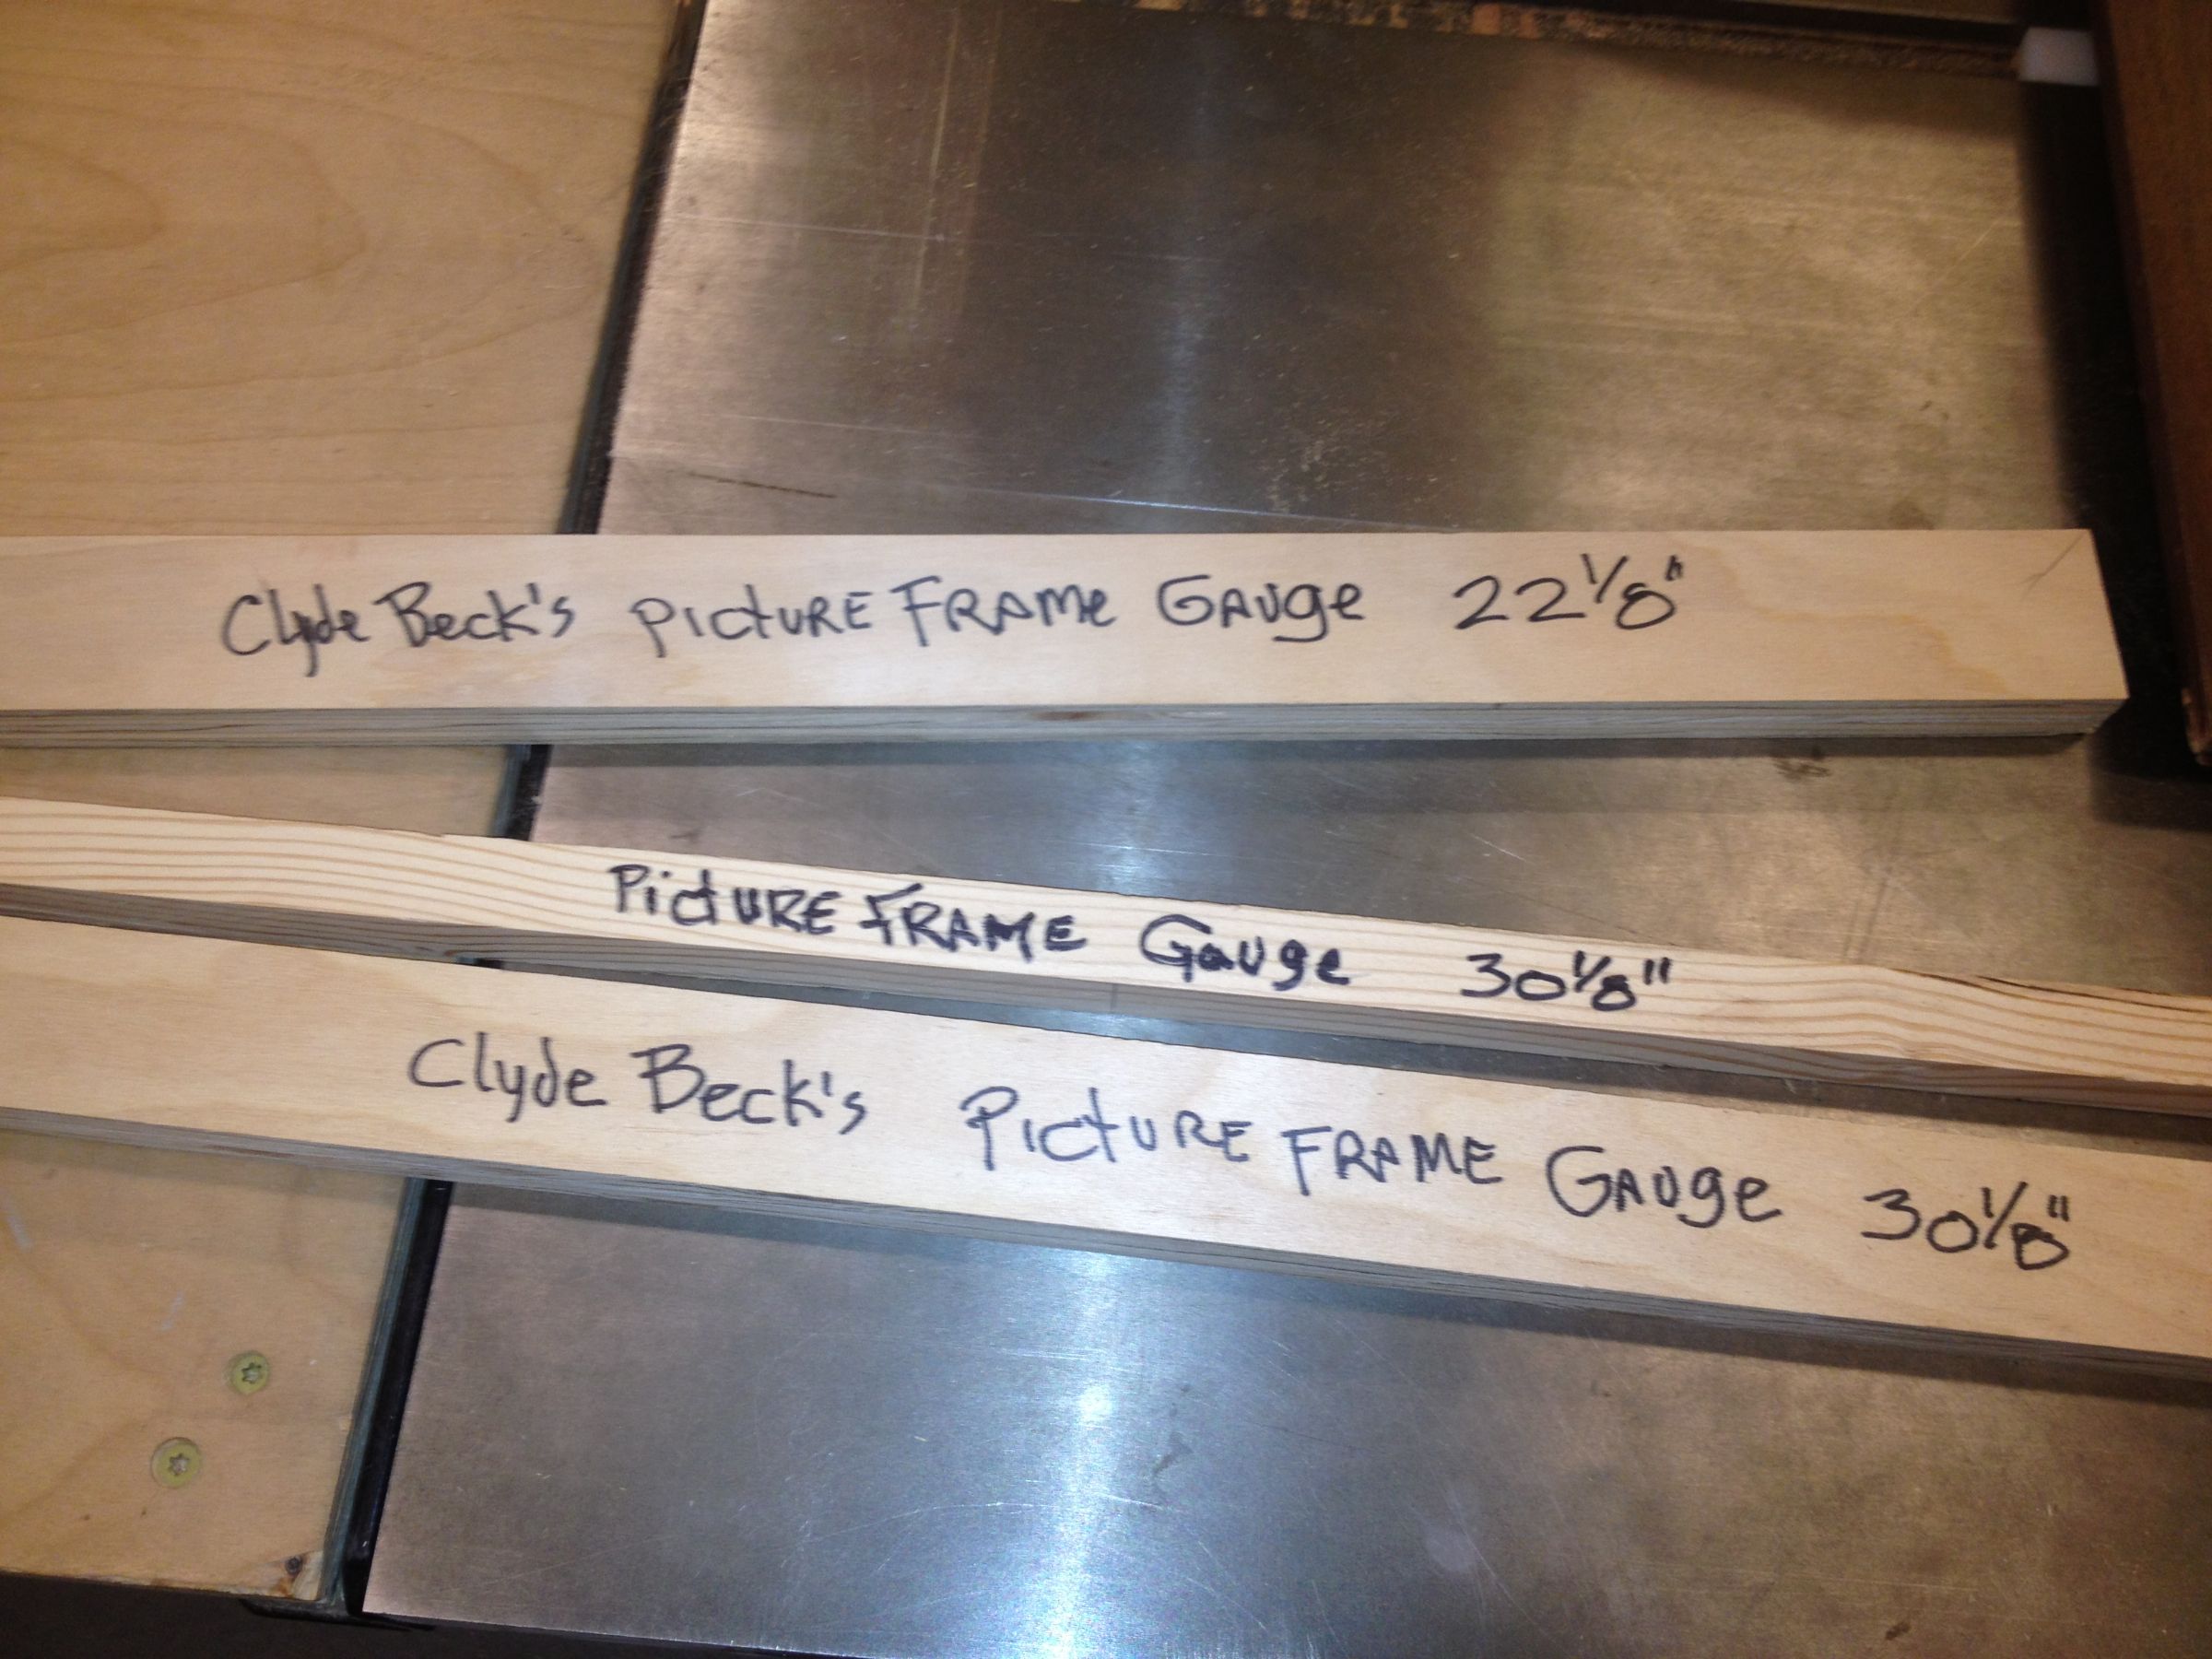 Clyde Beck's PICTURE FRAME GAUge 22 1/8"
PicTURE FRAME Gauge 30 1/8"
Clyde Beck's PICTURE FRAME GAUge 30 1/8"